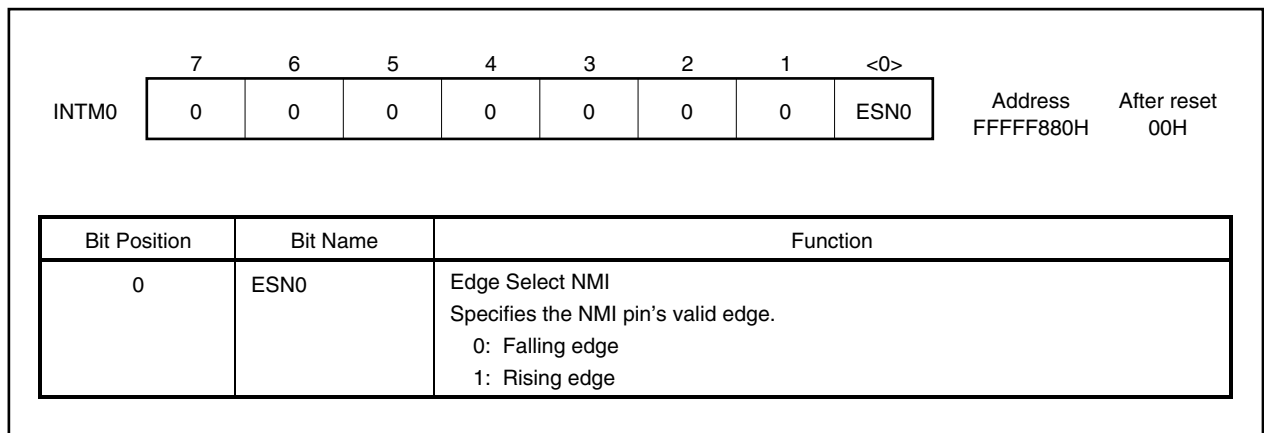 7 6 5 4 3 2 1 <0>
INTM0 0 0 0 0 0 0 0 ESN0 Address After reset
FFFFF880H 00H
Bit Position Bit Name Function
0 ESN0 Edge Select NMI
Specifies the NMI pin's valid edge.
0: Falling edge
1: Rising edge